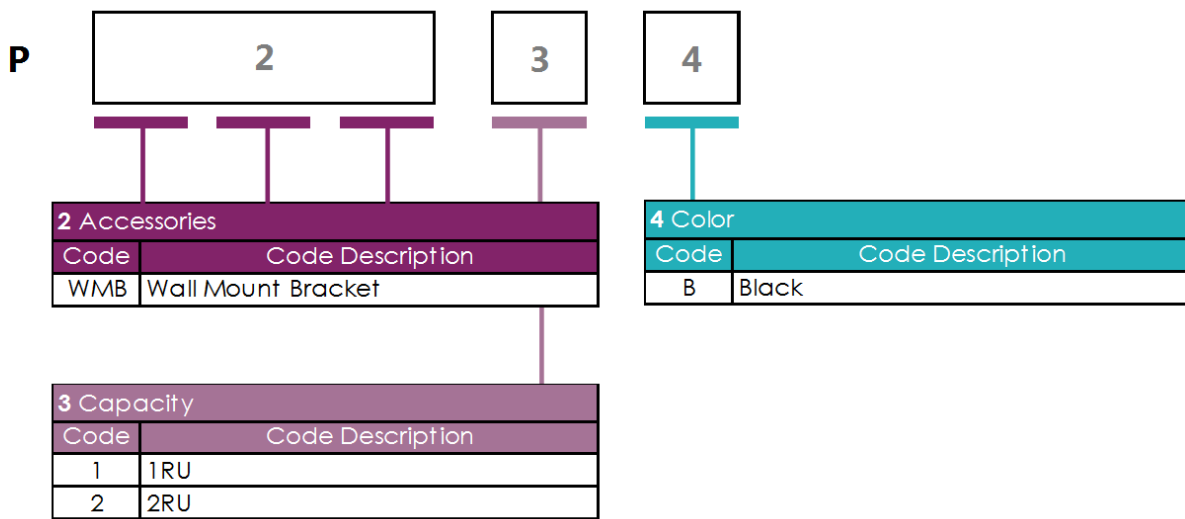 P 2 3 4
2 Accessories
Code Code Description
WMB Wall Mount Bracket
4 Color
Code Code Description
B Black
3 Capacity
Code Code Description
1 1RU
2 2RU